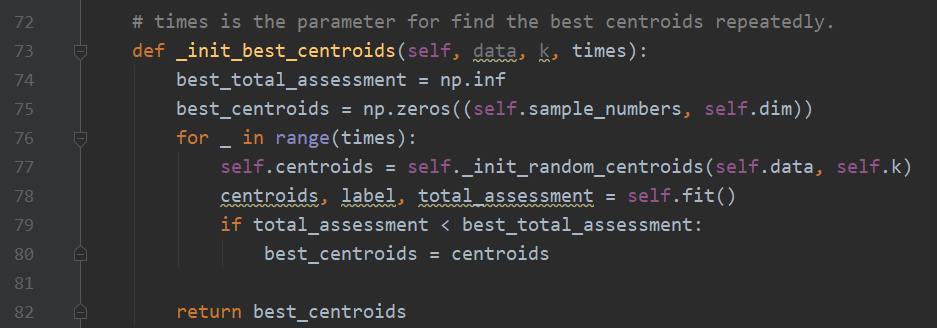 72 # times is the parameter for find the best centroids repeatedly.
73 def _init_best_centroids(self, data, k, times):
74 best_total_assessment = np.inf
75 best_centroids = np.zeros((self.sample_numbers, self.dim))
76 for _ in range(times):
77 self.centroids = self._init_random_centroids(self.data, self.k)
78 centroids, label, total_assessment = self.fit()
79 if total_assessment < best_total_assessment:
80 best_centroids = centroids
81
82 return best_centroids